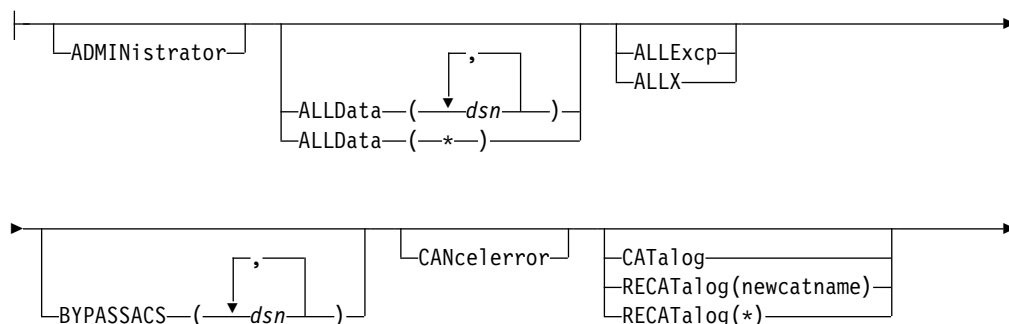 ADMINistrator
ALLData ( , dsn )
ALLData ( * )
ALLExcp
ALLX
BYPASSACS ( , dsn )
CANcelerror
CATalog
RECATalog(newcatname)
RECATalog(*)